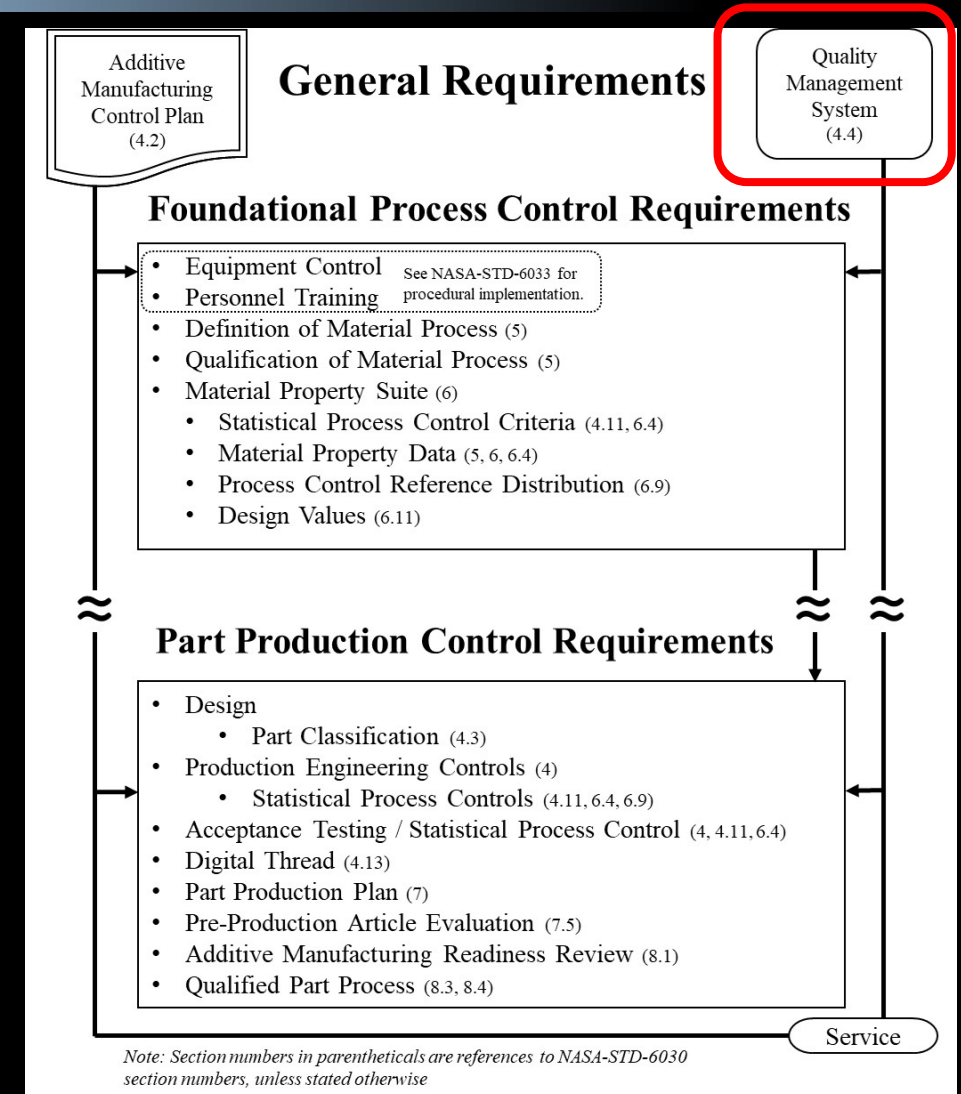 Additive
Manufacturing
Control Plan
(4.2)
General Requirements
Quality
Management
System
(4.4)
Foundational Process Control Requirements
• Equipment Control
• Personnel Training
See NASA-STD-6033 for
procedural implementation.
• Definition of Material Process (5)
• Qualification of Material Process (5)
• Material Property Suite (6)
• Statistical Process Control Criteria (4.11, 6.4)
• Material Property Data (5, 6, 6.4)
• Process Control Reference Distribution (6.9)
• Design Values (6.11)
≈ ≈ ≈
Part Production Control Requirements
• Design
• Part Classification (4.3)
• Production Engineering Controls (4)
• Statistical Process Controls (4.11, 6.4, 6.9)
• Acceptance Testing / Statistical Process Control (4, 4.11, 6.4)
• Digital Thread (4.13)
• Part Production Plan (7)
• Pre-Production Article Evaluation (7.5)
• Additive Manufacturing Readiness Review (8.1)
• Qualified Part Process (8.3, 8.4)
Service
Note: Section numbers in parentheticals are references to NASA-STD-6030
section numbers, unless stated otherwise